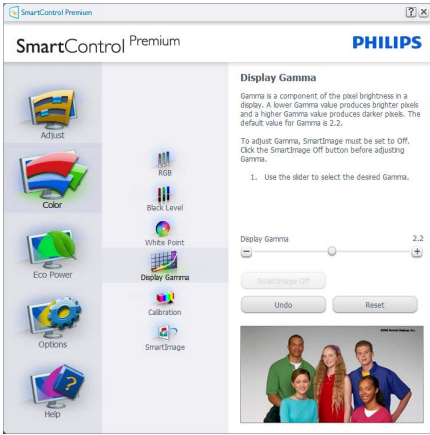 SmartControl Premium
SmartControl Premium
PHILIPS
Adjust
Color
Eco Power
Options
Help
RGB
Black Level
White Point
Display Gamma
Calibration
SmartImage
Display Gamma
Gamma is a component of the pixel brightness in a
display. A lower Gamma value produces brighter pixels
and a higher Gamma value produces darker pixels. The
default value for Gamma is 2.2.
To adjust Gamma, SmartImage must be set to Off.
Click the SmartImage Off button before adjusting
Gamma.
1. Use the slider to select the desired Gamma.
Display Gamma 2.2
SmartImage Off
Undo Reset